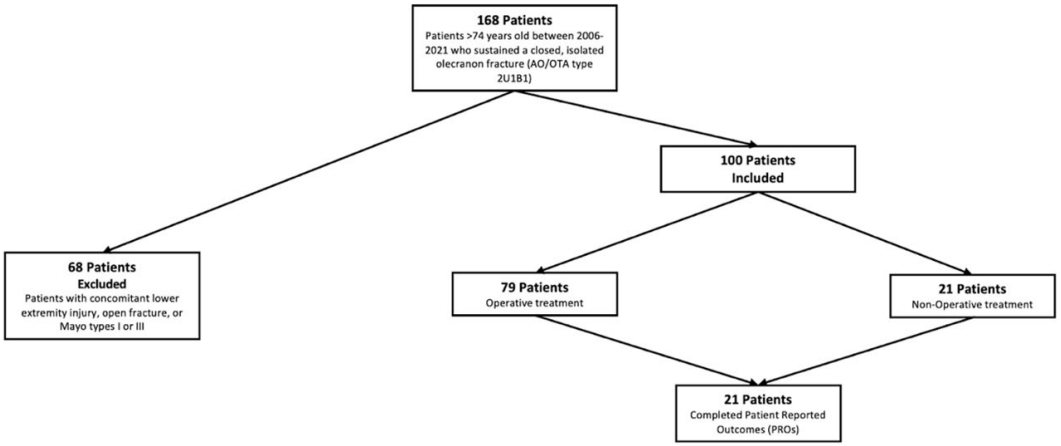 168 Patients
Patients >74 years old between 2006-
2021 who sustained a closed, isolated
olecranon fracture (AO/OTA type
2U1B1)
100 Patients
Included
68 Patients
Excluded
Patients with concomitant lower
extremity injury, open fracture, or
Mayo types I or III
79 Patients
Operative treatment
21 Patients
Non-Operative treatment
21 Patients
Completed Patient Reported
Outcomes (PROs)